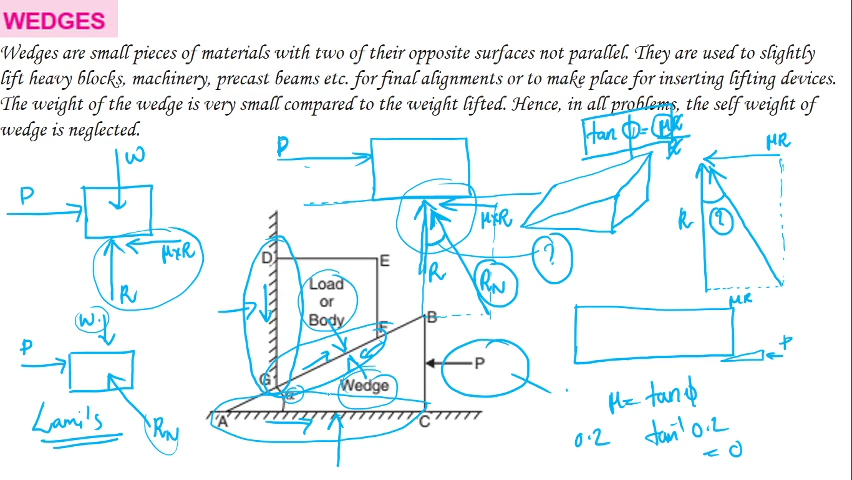 WEDGES
Wedges are small pieces of materials with two of their opposite surfaces not parallel. They are used to slightly
lift heavy blocks, machinery, precast beams etc. for final alignments or to make place for inserting lifting devices.
The weight of the wedge is very small compared to the weight lifted. Hence, in all problems, the self weight of
wedge is neglected.
tan ϕ = μR/R
W
P
P
μR
μ×R
R
μ×R
R
RN
?
R
?
μR
D
E
Load
or
Body
F
B
G
α
Wedge
P
A
C
W
P
RN
Lami's
P
μ = tanϕ
0.2 tan⁻¹ 0.2
= ϕ